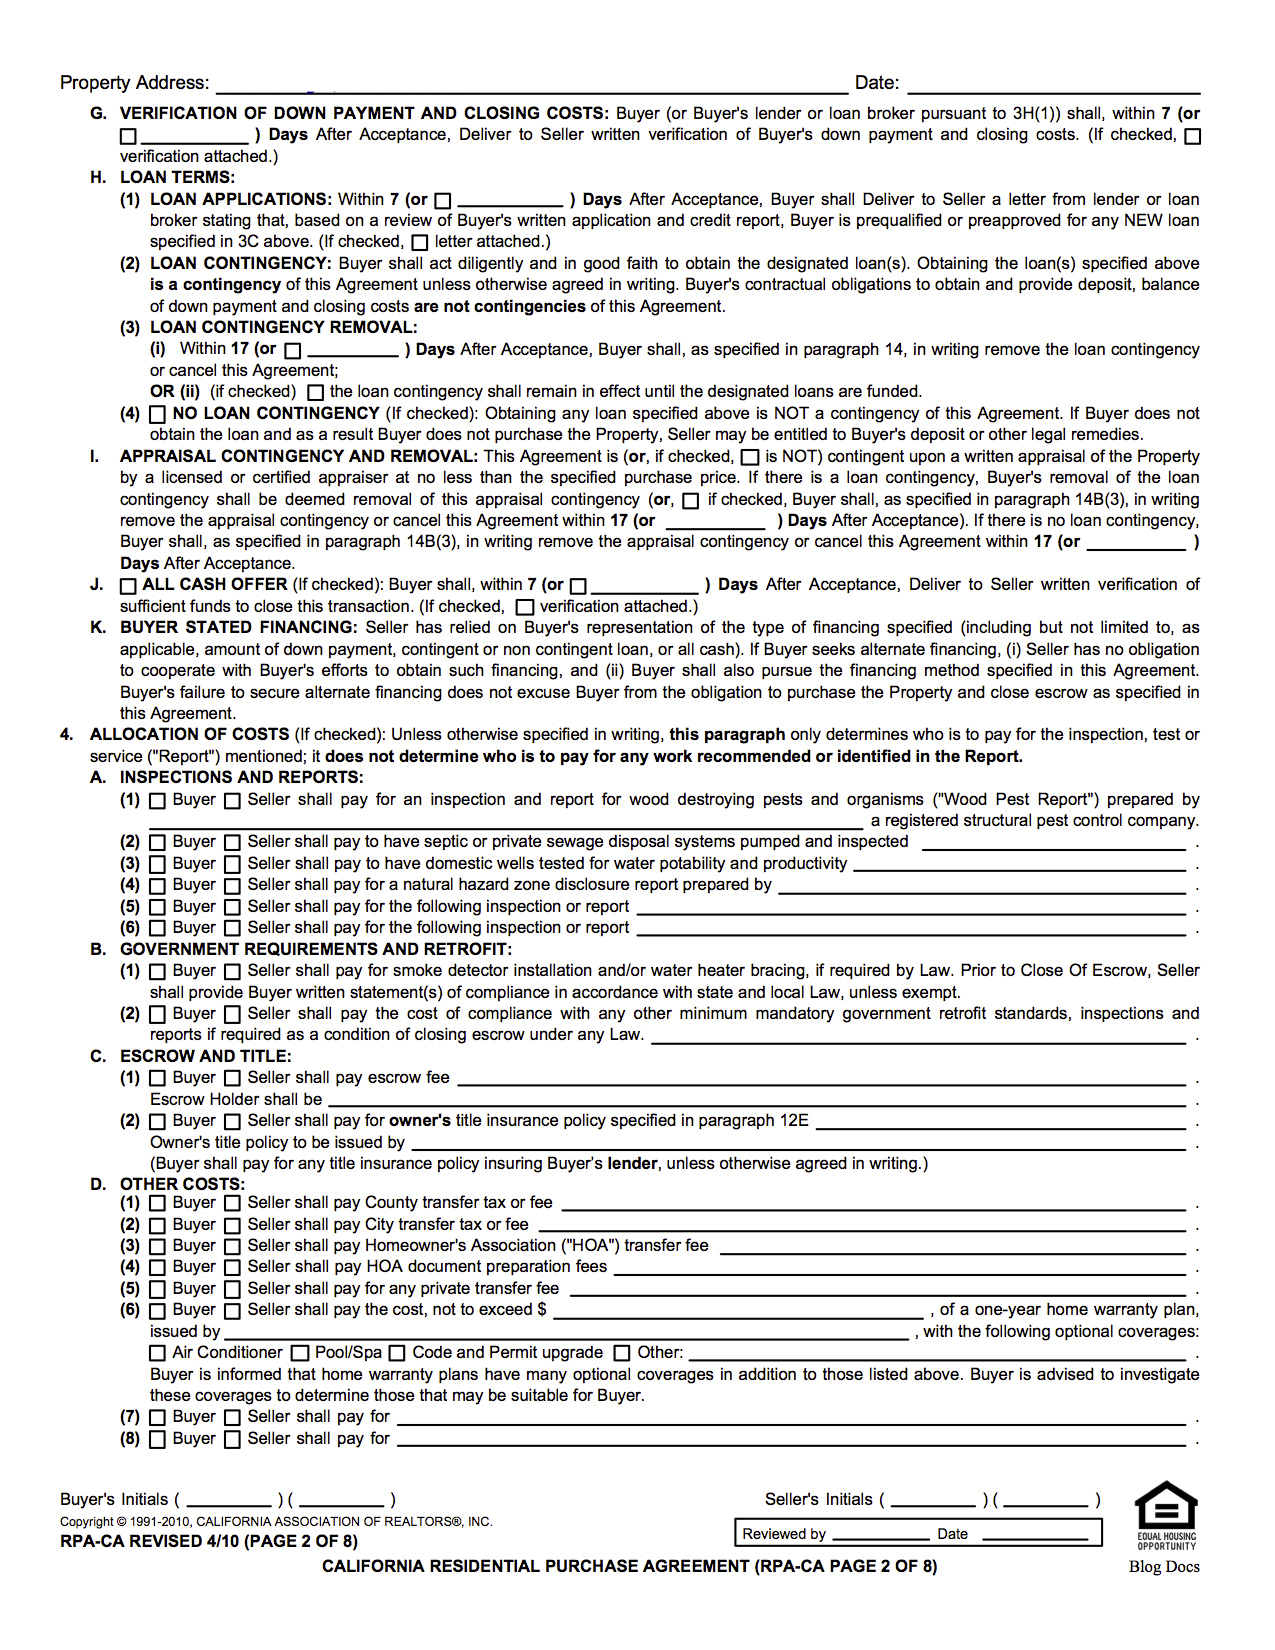 Property Address: Date:
G. VERIFICATION OF DOWN PAYMENT AND CLOSING COSTS: Buyer (or Buyer's lender or loan broker pursuant to 3H(1)) shall, within 7 (or
) Days After Acceptance, Deliver to Seller written verification of Buyer's down payment and closing costs. (If checked,
verification attached.)
H. LOAN TERMS:
(1) LOAN APPLICATIONS: Within 7 (or ) Days After Acceptance, Buyer shall Deliver to Seller a letter from lender or loan
broker stating that, based on a review of Buyer's written application and credit report, Buyer is prequalified or preapproved for any NEW loan
specified in 3C above. (If checked, letter attached.)
(2) LOAN CONTINGENCY: Buyer shall act diligently and in good faith to obtain the designated loan(s). Obtaining the loan(s) specified above
is a contingency of this Agreement unless otherwise agreed in writing. Buyer's contractual obligations to obtain and provide deposit, balance
of down payment and closing costs are not contingencies of this Agreement.
(3) LOAN CONTINGENCY REMOVAL:
(i) Within 17 (or ) Days After Acceptance, Buyer shall, as specified in paragraph 14, in writing remove the loan contingency
or cancel this Agreement;
OR (ii) (if checked) the loan contingency shall remain in effect until the designated loans are funded.
(4) NO LOAN CONTINGENCY (If checked): Obtaining any loan specified above is NOT a contingency of this Agreement. If Buyer does not
obtain the loan and as a result Buyer does not purchase the Property, Seller may be entitled to Buyer's deposit or other legal remedies.
I. APPRAISAL CONTINGENCY AND REMOVAL: This Agreement is (or, if checked, is NOT) contingent upon a written appraisal of the Property
by a licensed or certified appraiser at no less than the specified purchase price. If there is a loan contingency, Buyer's removal of the loan
contingency shall be deemed removal of this appraisal contingency (or, if checked, Buyer shall, as specified in paragraph 14B(3), in writing
remove the appraisal contingency or cancel this Agreement within 17 (or ) Days After Acceptance). If there is no loan contingency,
Buyer shall, as specified in paragraph 14B(3), in writing remove the appraisal contingency or cancel this Agreement within 17 (or )
Days After Acceptance.
J. ALL CASH OFFER (If checked): Buyer shall, within 7 (or ) Days After Acceptance, Deliver to Seller written verification of
sufficient funds to close this transaction. (If checked, verification attached.)
K. BUYER STATED FINANCING: Seller has relied on Buyer's representation of the type of financing specified (including but not limited to, as
applicable, amount of down payment, contingent or non contingent loan, or all cash). If Buyer seeks alternate financing, (i) Seller has no obligation
to cooperate with Buyer's efforts to obtain such financing, and (ii) Buyer shall also pursue the financing method specified in this Agreement.
Buyer's failure to secure alternate financing does not excuse Buyer from the obligation to purchase the Property and close escrow as specified in
this Agreement.
4. ALLOCATION OF COSTS (If checked): Unless otherwise specified in writing, this paragraph only determines who is to pay for the inspection, test or
service ("Report") mentioned; it does not determine who is to pay for any work recommended or identified in the Report.
A. INSPECTIONS AND REPORTS:
(1) Buyer Seller shall pay for an inspection and report for wood destroying pests and organisms ("Wood Pest Report") prepared by
a registered structural pest control company.
(2) Buyer Seller shall pay to have septic or private sewage disposal systems pumped and inspected .
(3) Buyer Seller shall pay to have domestic wells tested for water potability and productivity .
(4) Buyer Seller shall pay for a natural hazard zone disclosure report prepared by .
(5) Buyer Seller shall pay for the following inspection or report .
(6) Buyer Seller shall pay for the following inspection or report .
B. GOVERNMENT REQUIREMENTS AND RETROFIT:
(1) Buyer Seller shall pay for smoke detector installation and/or water heater bracing, if required by Law. Prior to Close Of Escrow, Seller
shall provide Buyer written statement(s) of compliance in accordance with state and local Law, unless exempt.
(2) Buyer Seller shall pay the cost of compliance with any other minimum mandatory government retrofit standards, inspections and
reports if required as a condition of closing escrow under any Law. .
C. ESCROW AND TITLE:
(1) Buyer Seller shall pay escrow fee .
Escrow Holder shall be .
(2) Buyer Seller shall pay for owner's title insurance policy specified in paragraph 12E .
Owner's title policy to be issued by .
(Buyer shall pay for any title insurance policy insuring Buyer's lender, unless otherwise agreed in writing.)
D. OTHER COSTS:
(1) Buyer Seller shall pay County transfer tax or fee .
(2) Buyer Seller shall pay City transfer tax or fee .
(3) Buyer Seller shall pay Homeowner's Association ("HOA") transfer fee .
(4) Buyer Seller shall pay HOA document preparation fees .
(5) Buyer Seller shall pay for any private transfer fee .
(6) Buyer Seller shall pay the cost, not to exceed $ , of a one-year home warranty plan,
issued by , with the following optional coverages:
Air Conditioner Pool/Spa Code and Permit upgrade Other: .
Buyer is informed that home warranty plans have many optional coverages in addition to those listed above. Buyer is advised to investigate
these coverages to determine those that may be suitable for Buyer.
(7) Buyer Seller shall pay for .
(8) Buyer Seller shall pay for .
Buyer's Initials ( ) ( ) Seller's Initials ( ) ( )
Copyright © 1991-2010, CALIFORNIA ASSOCIATION OF REALTORS®, INC.
RPA-CA REVISED 4/10 (PAGE 2 OF 8)
Reviewed by Date
EQUAL HOUSING
OPPORTUNITY
CALIFORNIA RESIDENTIAL PURCHASE AGREEMENT (RPA-CA PAGE 2 OF 8)
Blog Docs